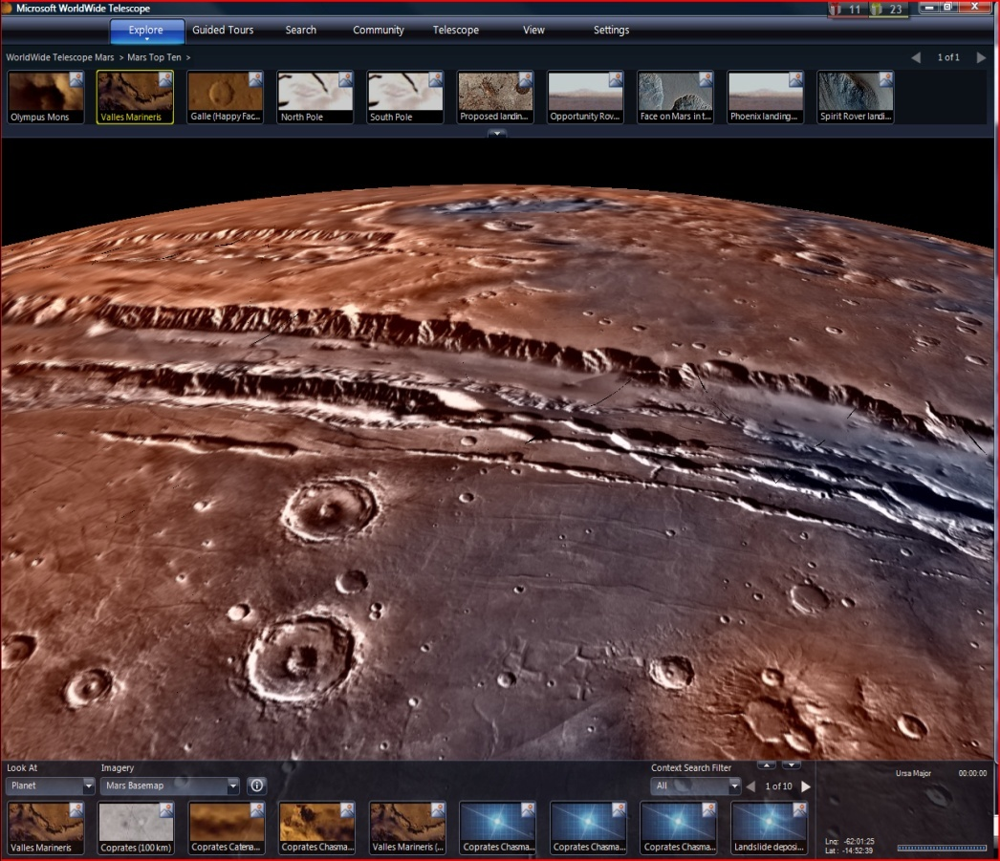 Microsoft WorldWide Telescope
11 23
Explore Guided Tours Search Community Telescope View Settings
WorldWide Telescope Mars > Mars Top Ten >
1 of 1
Olympus Mons
Valles Marineris
Galle (Happy Fac...
North Pole
South Pole
Proposed landin...
Opportunity Rov...
Face on Mars in t...
Phoenix landing...
Spirit Rover landi...
Look At
Imagery
Context Search Filter
Planet
Mars Basemap
All
1 of 10
Ursa Major 00:00:00
Valles Marineris
Coprates (100 km)
Coprates Catena...
Coprates Chasma...
Valles Marineris (...
Coprates Chasma...
Coprates Chasma...
Coprates Chasma...
Landslide deposi...
Lng: -62:01:25
Lat : -14:52:39